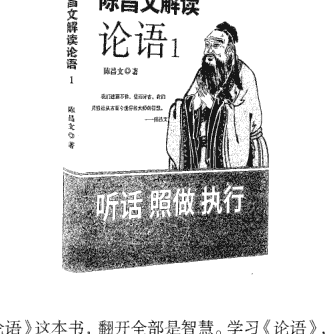 陈昌文解读
论语1
陈昌文◎著
——陈昌文
昌文解读论语1
陈昌文◎著
听话 照做 执行
论语》这本书，翻开全部是智慧。学习《论语》，